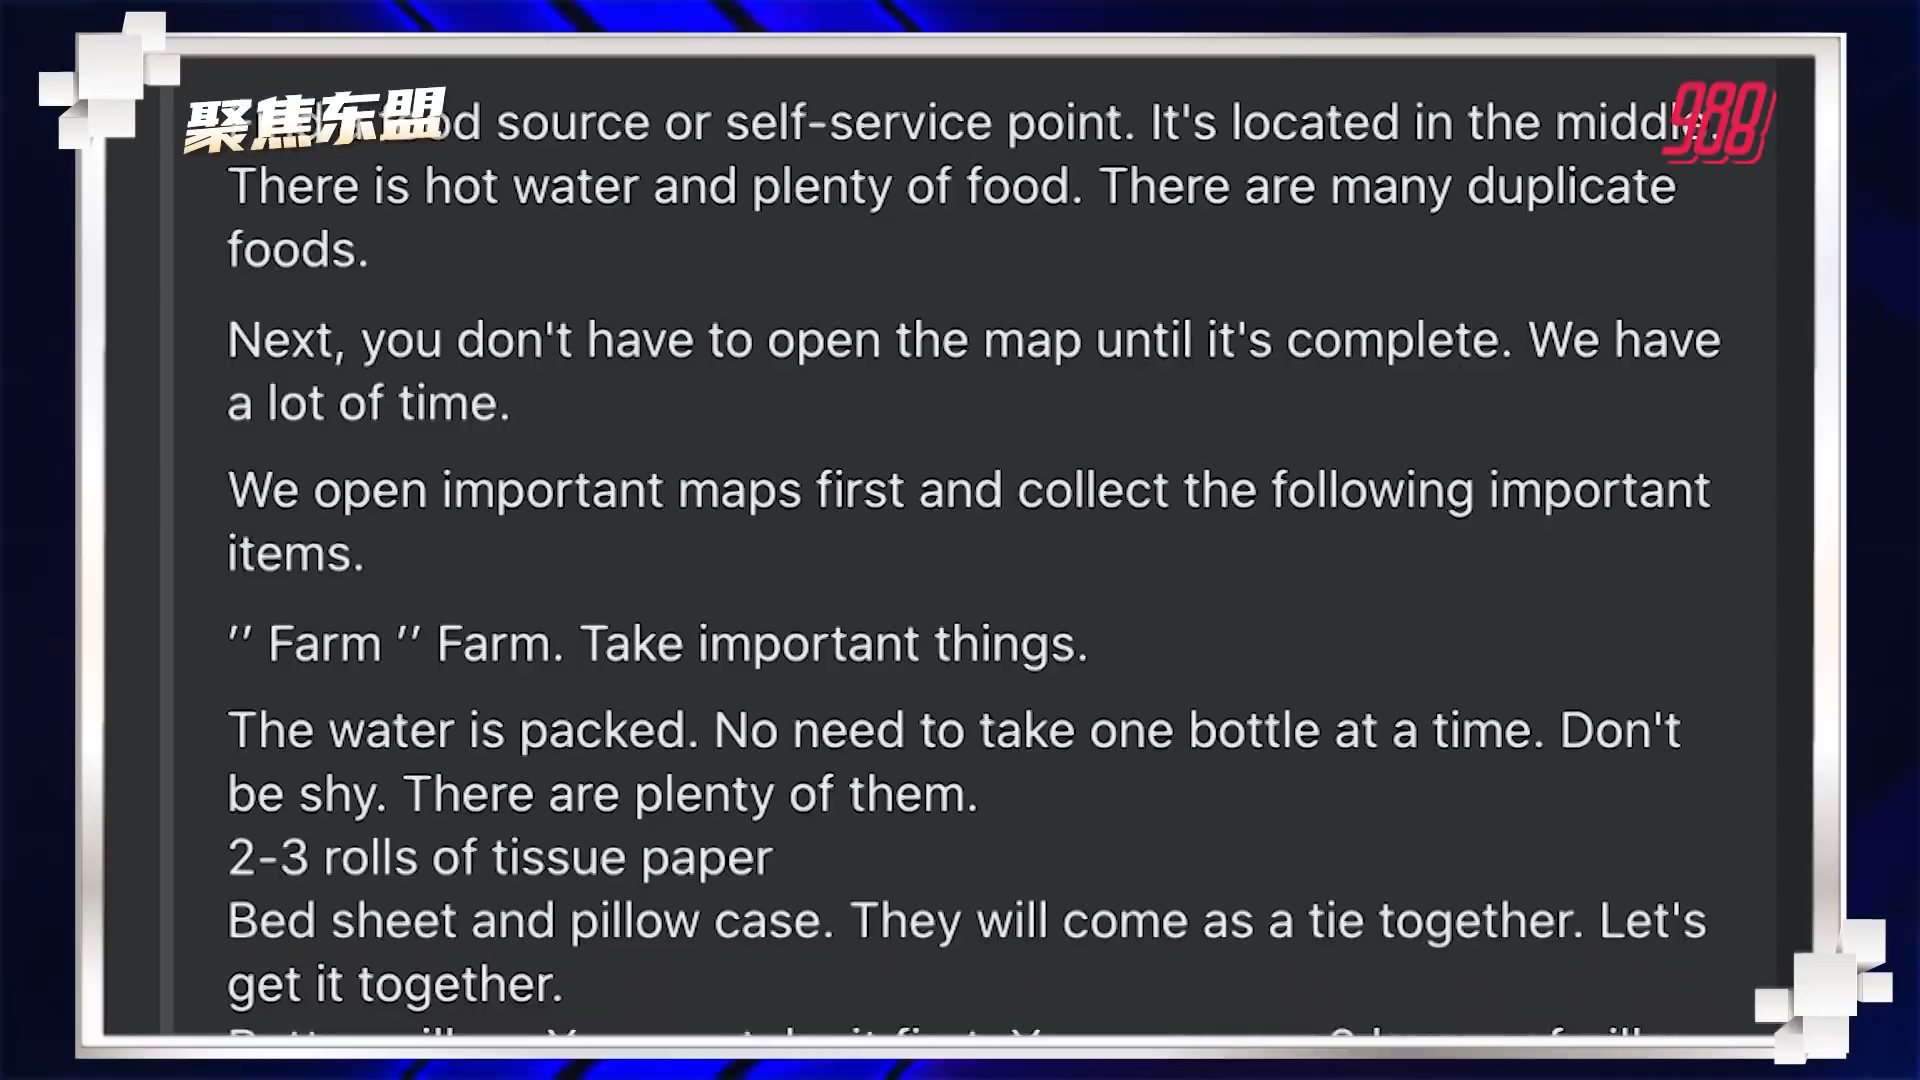 聚焦东盟
988
source or self-service point. It's located in the middle.
There is hot water and plenty of food. There are many duplicate
foods.
Next, you don't have to open the map until it's complete. We have
a lot of time.
We open important maps first and collect the following important
items.
'' Farm '' Farm. Take important things.
The water is packed. No need to take one bottle at a time. Don't
be shy. There are plenty of them.
2-3 rolls of tissue paper
Bed sheet and pillow case. They will come as a tie together. Let's
get it together.